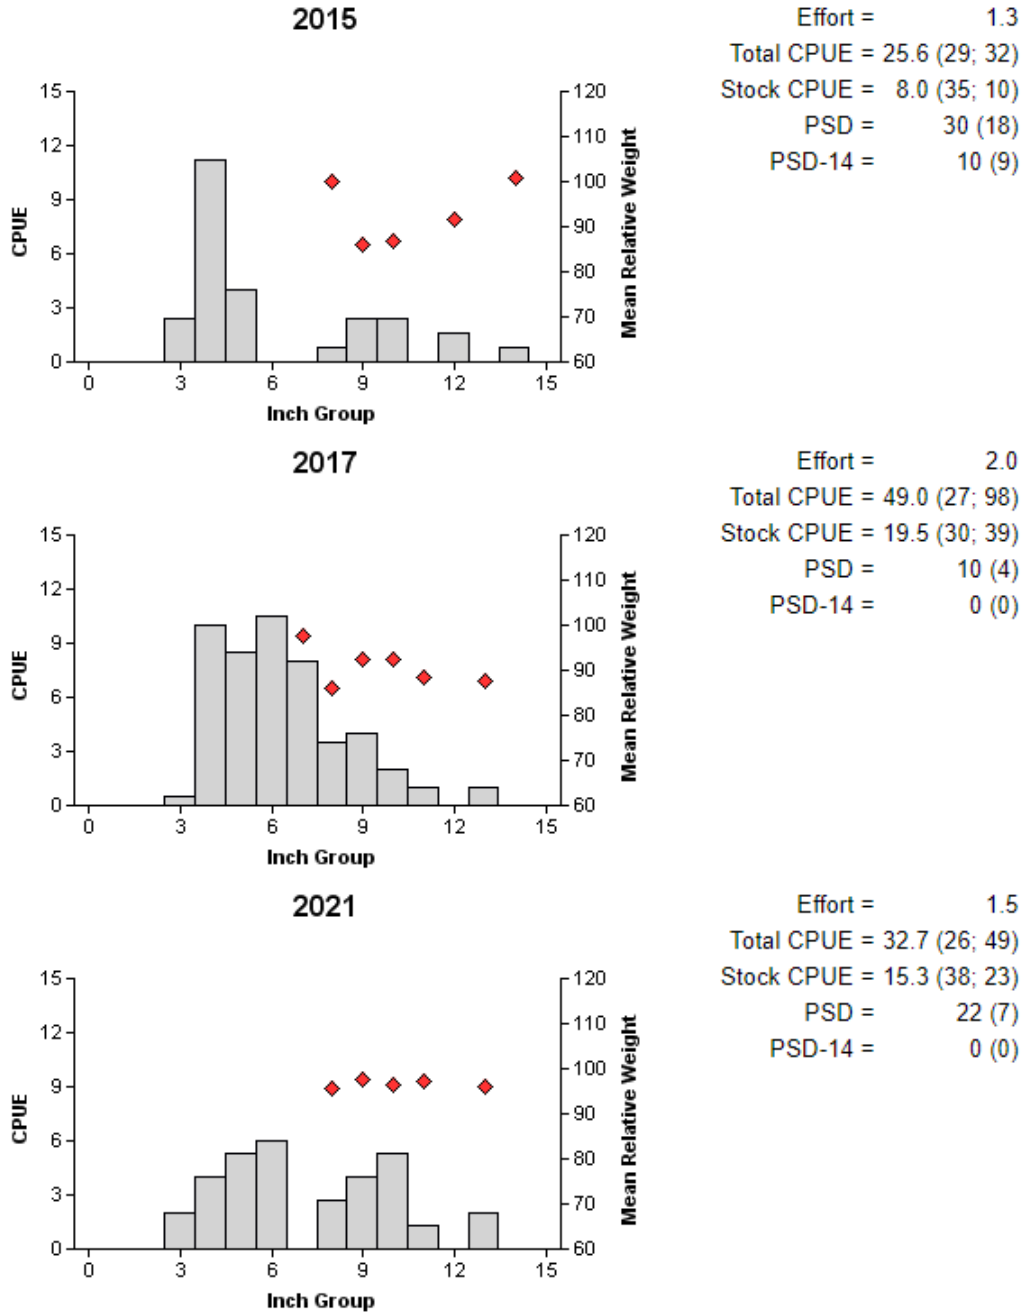 2015
Effort = 1.3
Total CPUE = 25.6 (29; 32)
Stock CPUE = 8.0 (35; 10)
PSD = 30 (18)
PSD-14 = 10 (9)
CPUE
15
12
9
6
3
0
120
110
100
90
80
70
60
Mean Relative Weight
0 3 6 9 12 15
Inch Group
2017
Effort = 2.0
Total CPUE = 49.0 (27; 98)
Stock CPUE = 19.5 (30; 39)
PSD = 10 (4)
PSD-14 = 0 (0)
CPUE
15
12
9
6
3
0
120
110
100
90
80
70
60
Mean Relative Weight
0 3 6 9 12 15
Inch Group
2021
Effort = 1.5
Total CPUE = 32.7 (26; 49)
Stock CPUE = 15.3 (38; 23)
PSD = 22 (7)
PSD-14 = 0 (0)
CPUE
15
12
9
6
3
0
120
110
100
90
80
70
60
Mean Relative Weight
0 3 6 9 12 15
Inch Group